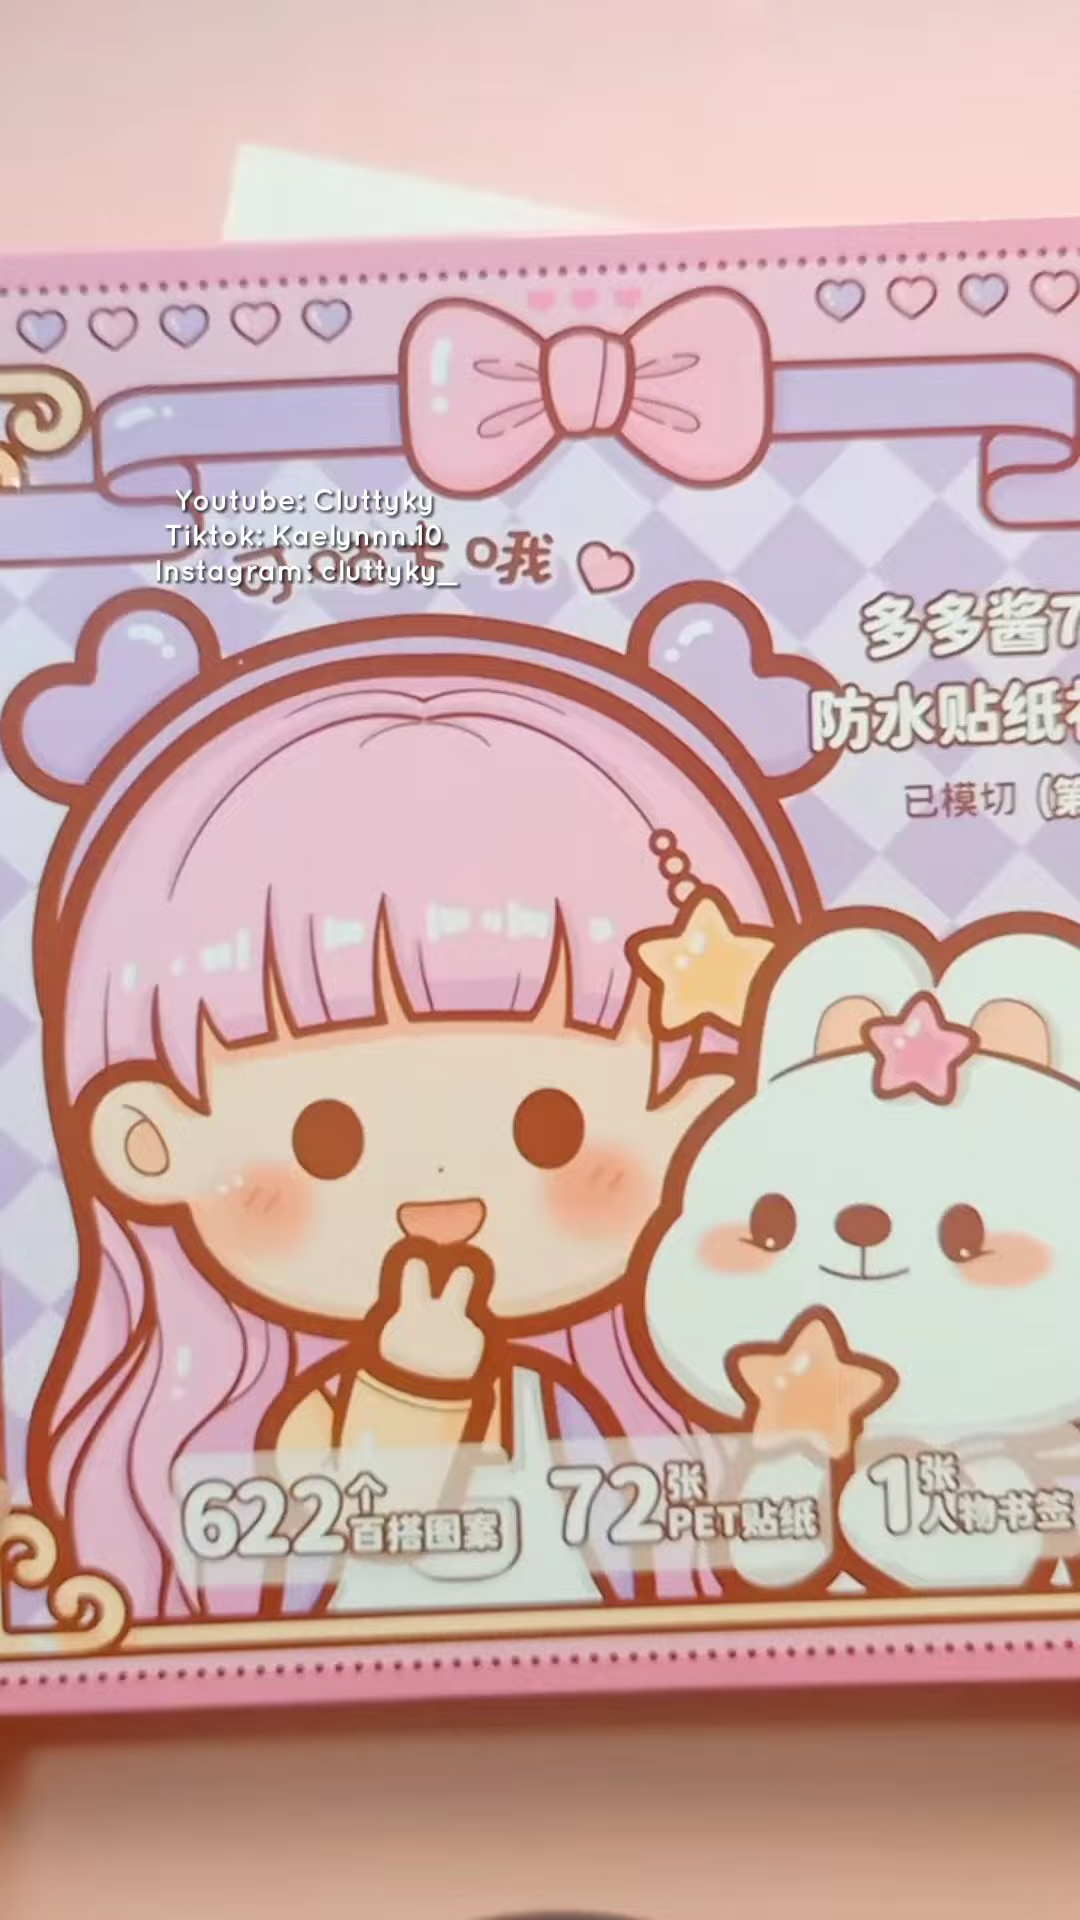 Youtube: Cluttyky
Tiktok: Kaelynnn.10
Instagram: cluttyky_
哦
多多酱7
防水贴纸
已模切 (第
622个百搭图案
72张PET贴纸
1张人物书签